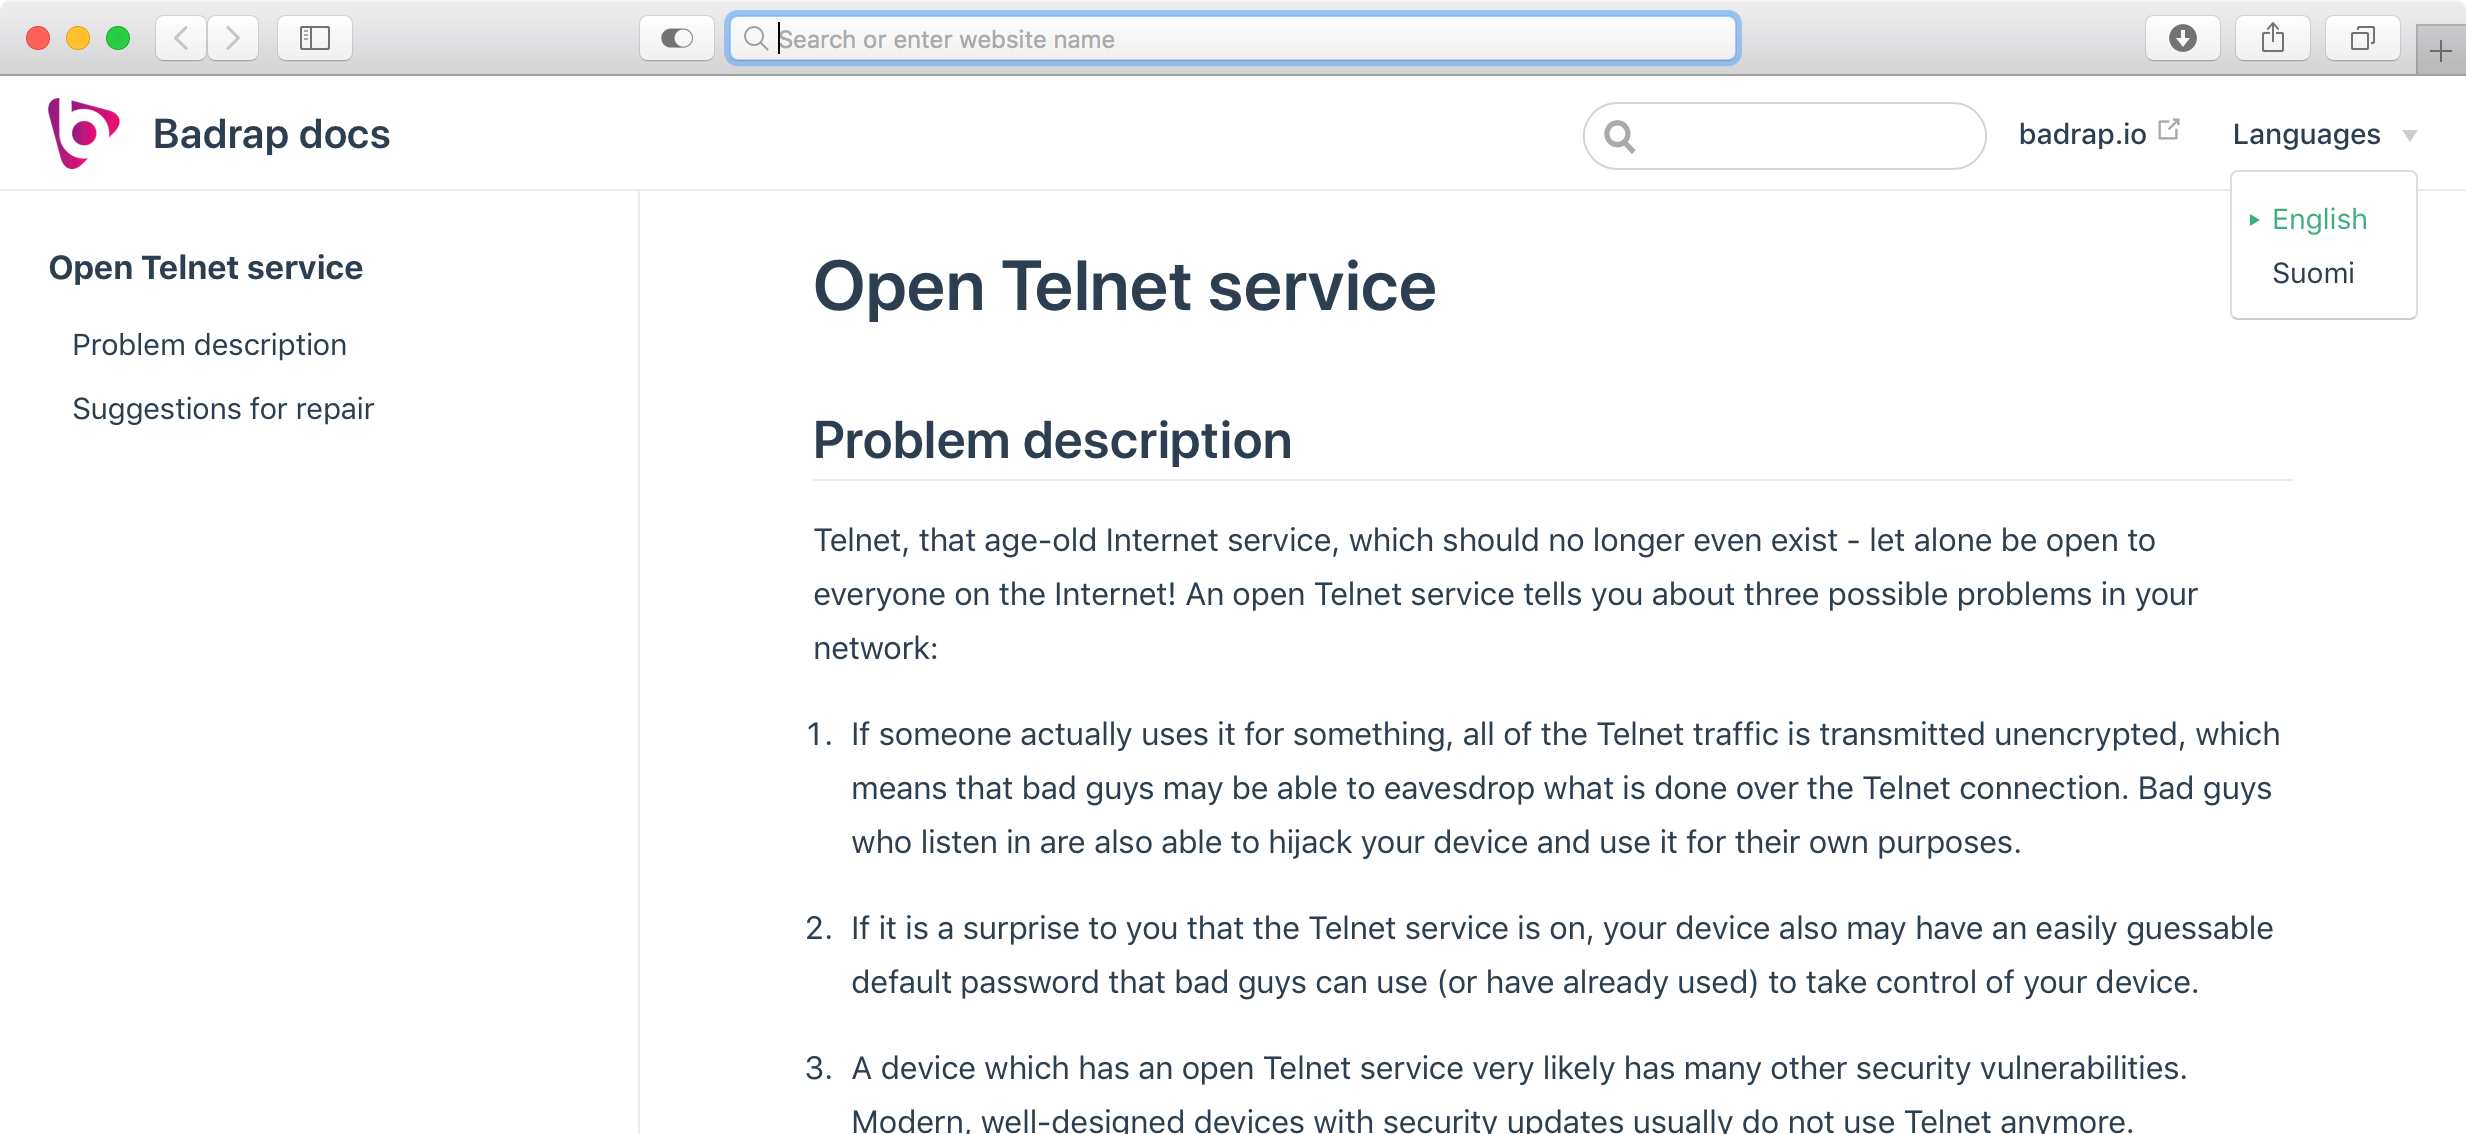 Search or enter website name
Badrap docs
badrap.io
Languages
English
Suomi
Open Telnet service
Problem description
Suggestions for repair
Open Telnet service
Problem description
Telnet, that age-old Internet service, which should no longer even exist - let alone be open to
everyone on the Internet! An open Telnet service tells you about three possible problems in your
network:
1. If someone actually uses it for something, all of the Telnet traffic is transmitted unencrypted, which
means that bad guys may be able to eavesdrop what is done over the Telnet connection. Bad guys
who listen in are also able to hijack your device and use it for their own purposes.
2. If it is a surprise to you that the Telnet service is on, your device also may have an easily guessable
default password that bad guys can use (or have already used) to take control of your device.
3. A device which has an open Telnet service very likely has many other security vulnerabilities.
Modern, well-designed devices with security updates usually do not use Telnet anymore.